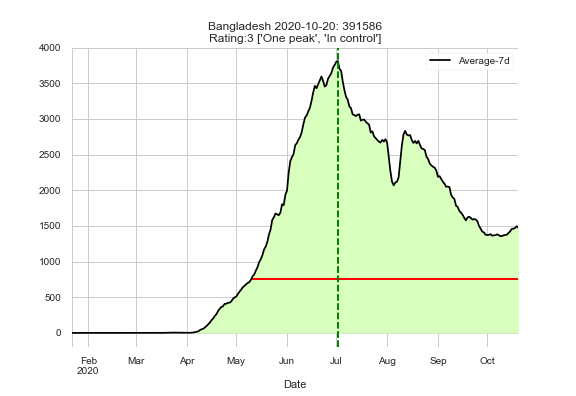 Bangladesh 2020-10-20: 391586
Rating:3 ['One peak', 'In control']
Average-7d
4000
3500
3000
2500
2000
1500
1000
500
0
Feb Mar Apr May Jun Jul Aug Sep Oct
2020
Date